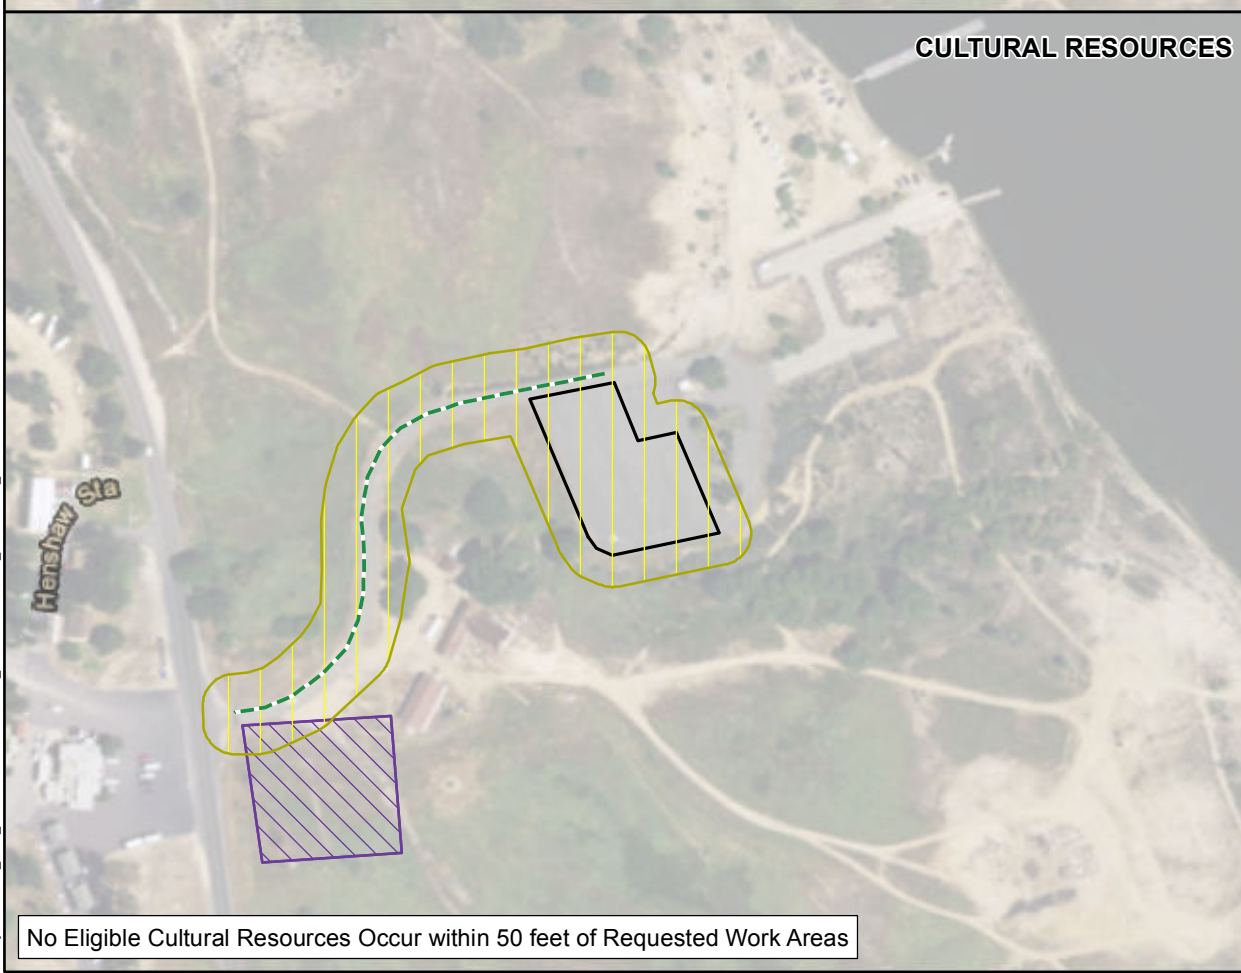 CULTURAL RESOURCES
Henshaw Sta
No Eligible Cultural Resources Occur within 50 feet of Requested Work Areas